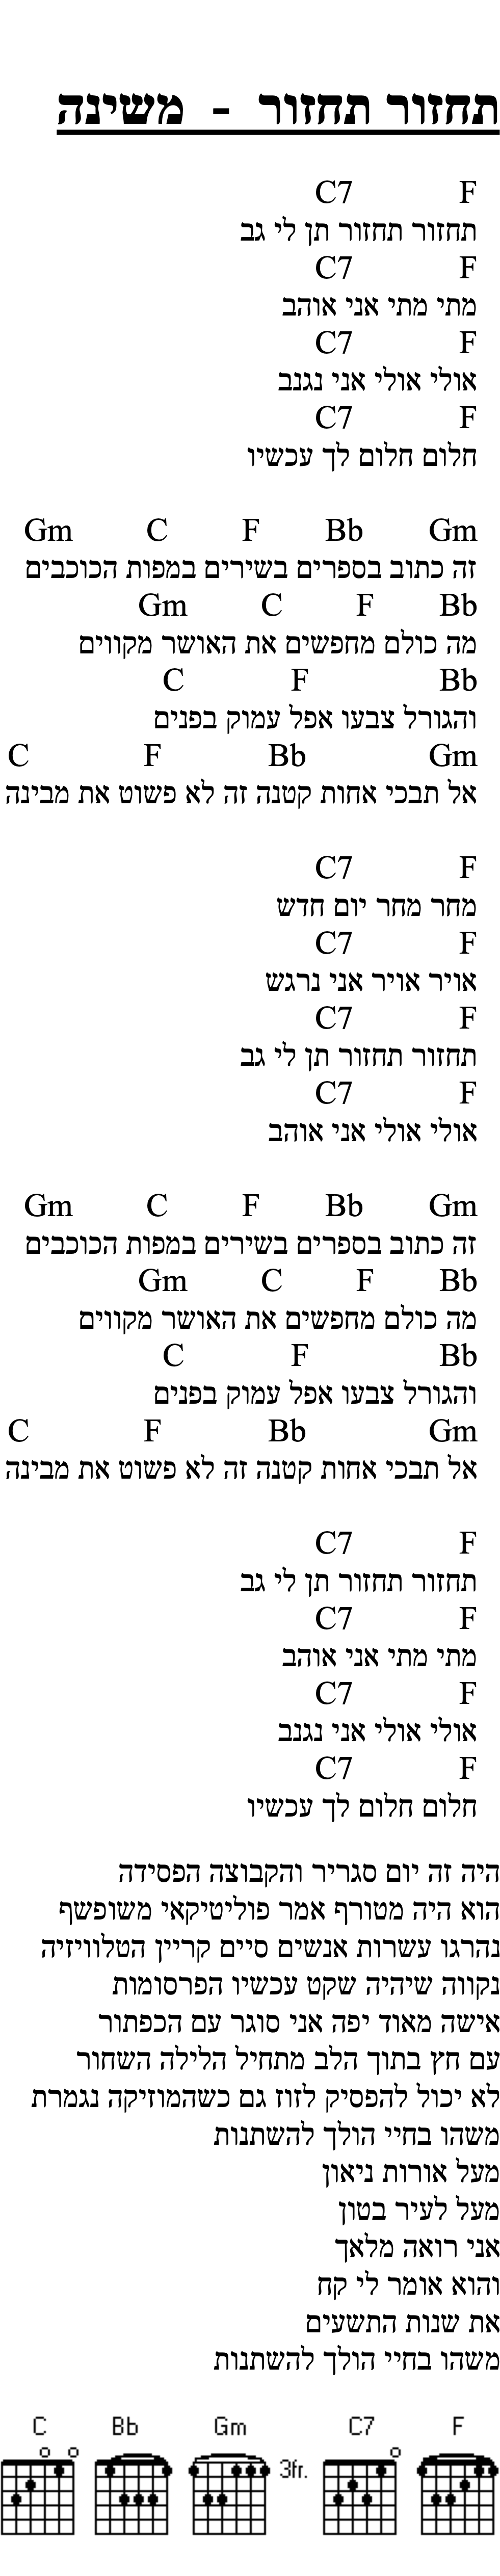 תחזור תחזור - משינה
F C7
תחזור תחזור תן לי גב
F C7
מתי מתי אני אוהב
F C7
אולי אולי אני נגנב
F C7
חלום חלום לך עכשיו
Gm Bb F C Gm
זה כתוב בספרים בשירים במפות הכוכבים
Bb F C Gm
מה כולם מחפשים את האושר מקווים
Bb F C
והגורל צבעו אפל עמוק בפנים
Gm Bb F C
אל תבכי אחות קטנה זה לא פשוט את מבינה
F C7
מחר מחר יום חדש
F C7
אויר אויר אני נרגש
F C7
תחזור תחזור תן לי גב
F C7
אולי אולי אני אוהב
Gm Bb F C Gm
זה כתוב בספרים בשירים במפות הכוכבים
Bb F C Gm
מה כולם מחפשים את האושר מקווים
Bb F C
והגורל צבעו אפל עמוק בפנים
Gm Bb F C
אל תבכי אחות קטנה זה לא פשוט את מבינה
F C7
תחזור תחזור תן לי גב
F C7
מתי מתי אני אוהב
F C7
אולי אולי אני נגנב
F C7
חלום חלום לך עכשיו
היה זה יום סגריר והקבוצה הפסידה
הוא היה מטורף אמר פוליטיקאי משופשף
נהרגו עשרות אנשים סיים קריין הטלוויזיה
נקווה שיהיה שקט עכשיו הפרסומות
אישה מאוד יפה אני סוגר עם הכפתור
עם חץ בתוך הלב מתחיל הלילה השחור
לא יכול להפסיק לזוז גם כשהמוזיקה נגמרת
משהו בחיי הולך להשתנות
מעל אורות ניאון
מעל לעיר בטון
אני רואה מלאך
והוא אומר לי קח
את שנות התשעים
משהו בחיי הולך להשתנות
C Bb Gm C7 F
3fr.